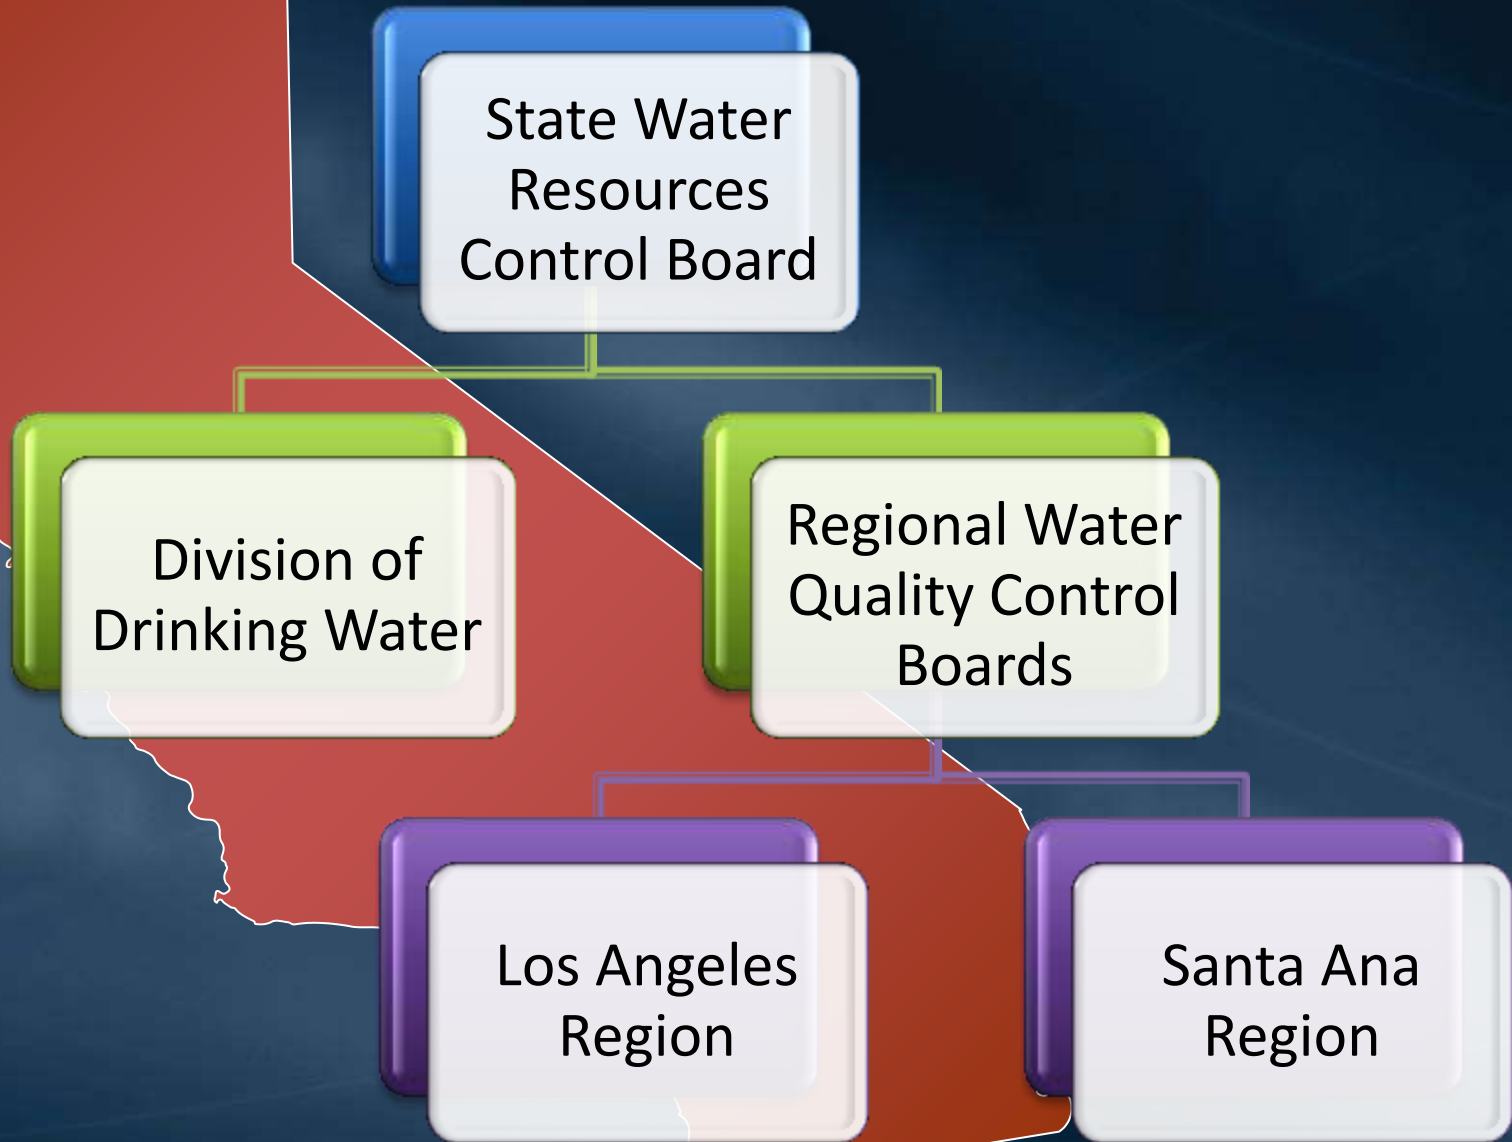 State Water
Resources
Control Board
Division of
Drinking Water
Regional Water
Quality Control
Boards
Los Angeles
Region
Santa Ana
Region